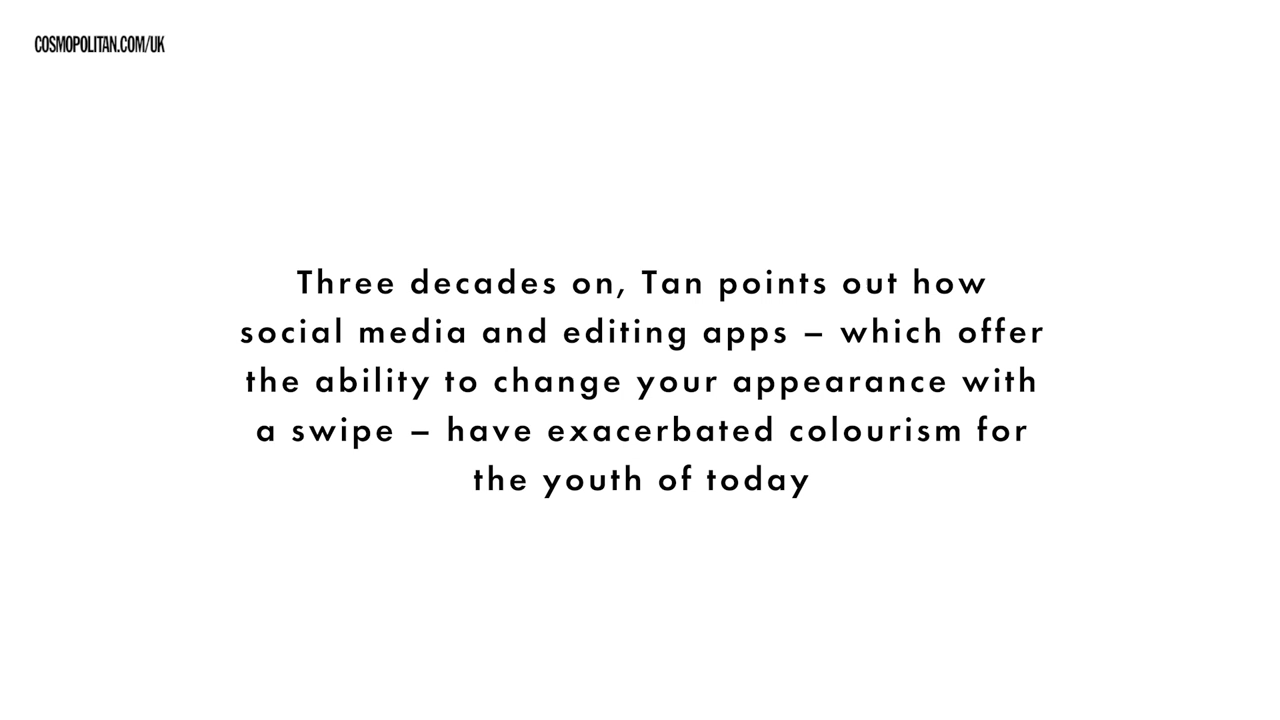 COSMOPOLITAN.COM/UK
Three decades on, Tan points out how
social media and editing apps – which offer
the ability to change your appearance with
a swipe – have exacerbated colourism for
the youth of today